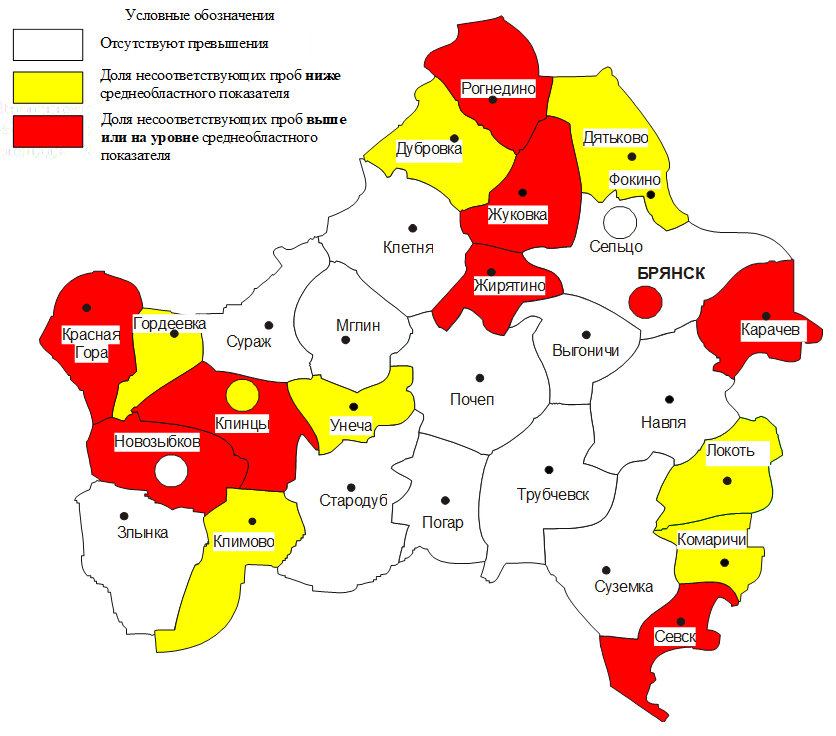 Условные обозначения
Отсутствуют превышения
Доля несоответствующих проб ниже
среднеобластного показателя
Доля несоответствующих проб выше
или на уровне среднеобластного
показателя
Рогнедино
Дубровка
Дятьково
Фокино
Жуковка
Клетня
Сельцо
БРЯНСК
Жирятино
Красная
Гора
Гордеевка
Сураж
Мглин
Выгоничи
Карачев
Почеп
Клинцы
Унеча
Навля
Новозыбков
Локоть
Стародуб
Трубчевск
Погар
Злынка
Климово
Комаричи
Суземка
Севск